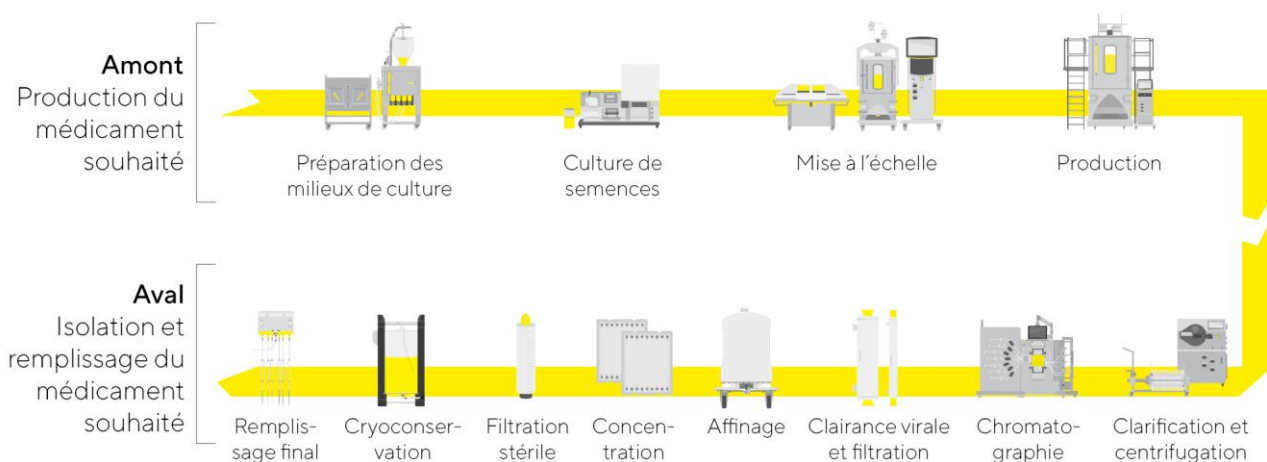 Amont
Production du
médicament
souhaité
Préparation des
milieux de culture
Culture de
semences
Mise à l'échelle
Production
Aval
Isolation et
remplissage du
médicament
souhaité
Remplis-
sage final
Cryoconser-
vation
Filtration
stérile
Concen-
tration
Affinage
Clairance virale
et filtration
Chromato-
graphie
Clarification et
centrifugation